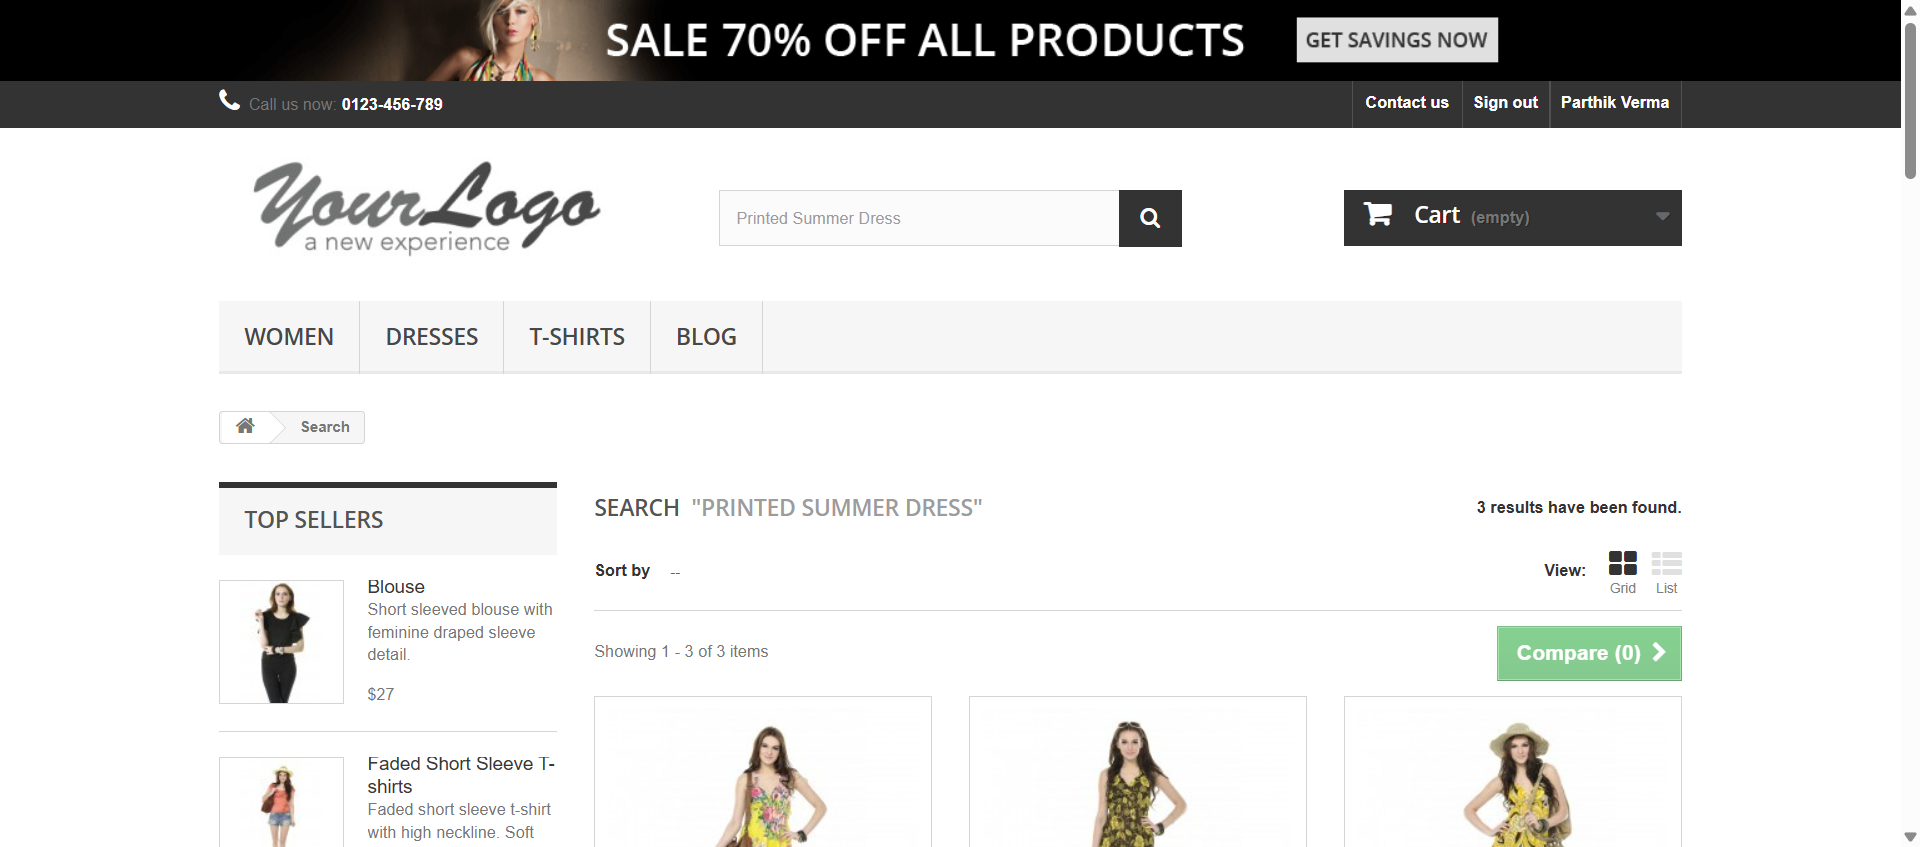 SALE 70% OFF ALL PRODUCTS
GET SAVINGS NOW
Call us now: 0123-456-789
Contact us
Sign out
Parthik Verma
YourLogo
a new experience
Printed Summer Dress
Cart (empty)
WOMEN
DRESSES
T-SHIRTS
BLOG
Search
TOP SELLERS
Blouse
Short sleeved blouse with
feminine draped sleeve
detail.
$27
Faded Short Sleeve T-
shirts
Faded short sleeve t-shirt
with high neckline. Soft
SEARCH "PRINTED SUMMER DRESS"
3 results have been found.
Sort by --
View:
Grid
List
Showing 1 - 3 of 3 items
Compare (0)